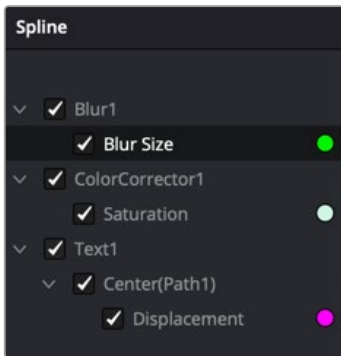 Spline
Blur1
Blur Size
ColorCorrector1
Saturation
Text1
Center(Path1)
Displacement